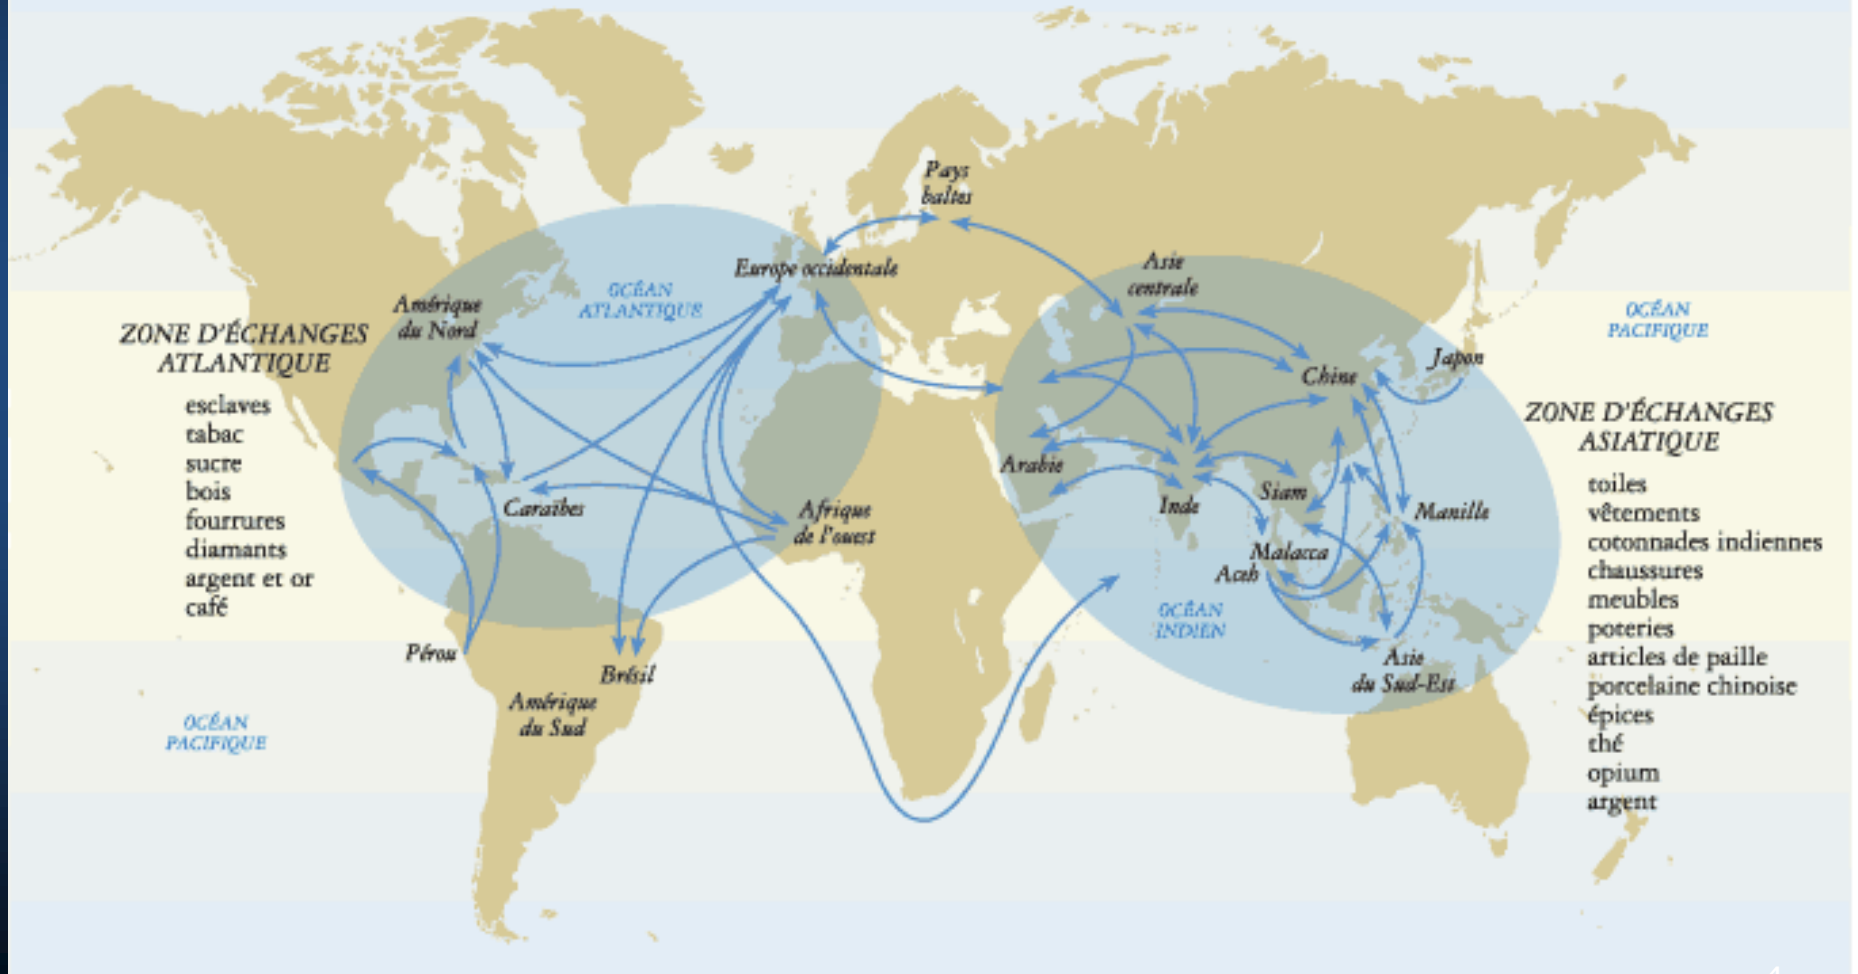 Pays
baltes
Europe occidentale
OCÉAN
ATLANTIQUE
Amérique
du Nord
ZONE D'ÉCHANGES
ATLANTIQUE
esclaves
tabac
sucre
bois
fourrures
diamants
argent et or
café
Caraïbes
Afrique
de l'ouest
Pérou
Brésil
Amérique
du Sud
OCÉAN
PACIFIQUE
Asie
centrale
Chine
Japon
Arabie
Inde
Siam
Manille
Malacca
Aceh
OCÉAN
INDIEN
Asie
du Sud-Est
OCÉAN
PACIFIQUE
ZONE D'ÉCHANGES
ASIATIQUE
toiles
vêtements
cotonnades indiennes
chaussures
meubles
poteries
articles de paille
porcelaine chinoise
épices
thé
opium
argent